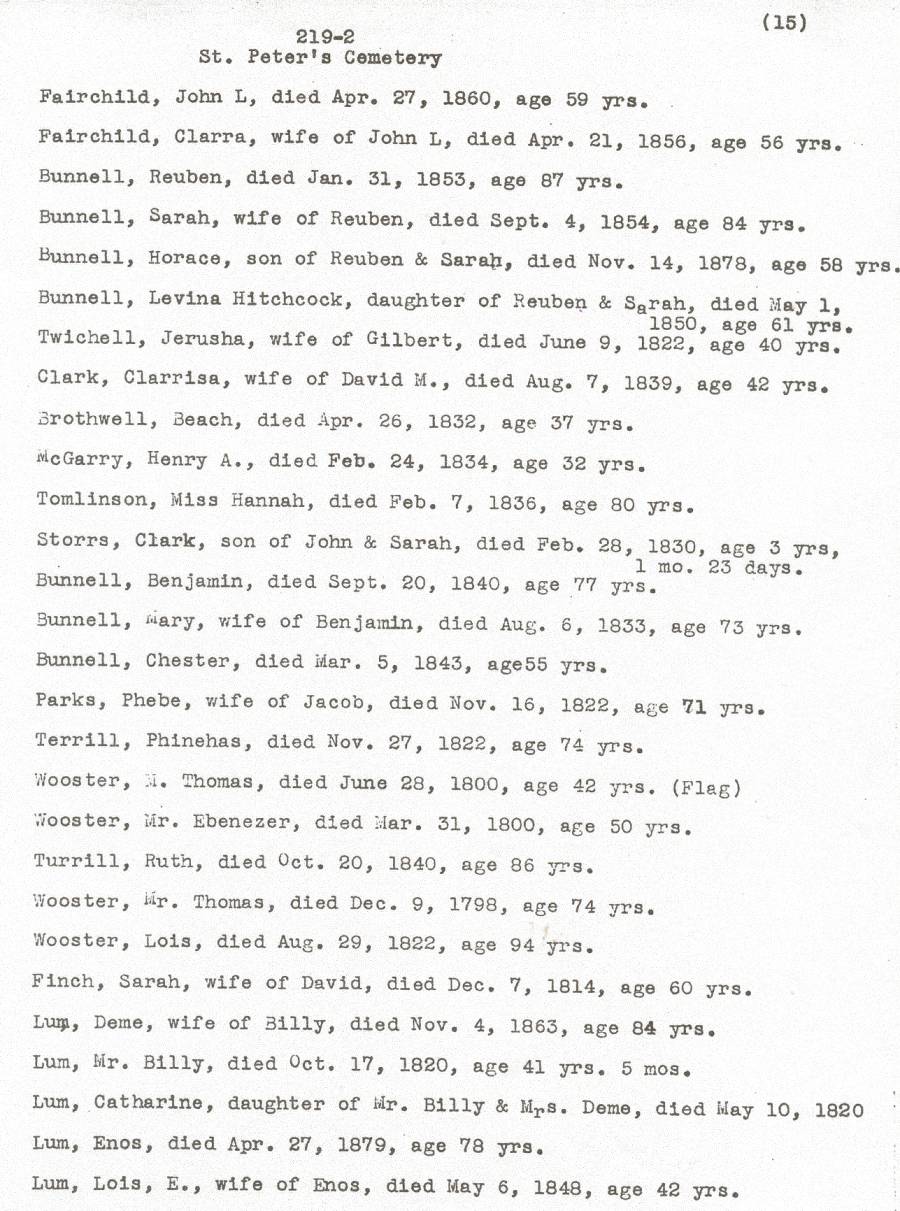 (15)
219-2
St. Peter's Cemetery
Fairchild, John L, died Apr. 27, 1860, age 59 yrs.
Fairchild, Clarra, wife of John L, died Apr. 21, 1856, age 56 yrs.
Bunnell, Reuben, died Jan. 31, 1853, age 87 yrs.
Bunnell, Sarah, wife of Reuben, died Sept. 4, 1854, age 84 yrs.
Bunnell, Horace, son of Reuben & Sarah, died Nov. 14, 1878, age 58 yrs.
Bunnell, Levina Hitchcock, daughter of Reuben & Sarah, died May 1,
1850, age 61 yrs.
Twichell, Jerusha, wife of Gilbert, died June 9, 1822, age 40 yrs.
Clark, Clarrisa, wife of David M., died Aug. 7, 1839, age 42 yrs.
Brothwell, Beach, died Apr. 26, 1832, age 37 yrs.
McGarry, Henry A., died Feb. 24, 1834, age 32 yrs.
Tomlinson, Miss Hannah, died Feb. 7, 1836, age 80 yrs.
Storrs, Clark, son of John & Sarah, died Feb. 28, 1830, age 3 yrs,
1 mo. 23 days.
Bunnell, Benjamin, died Sept. 20, 1840, age 77 yrs.
Bunnell, Mary, wife of Benjamin, died Aug. 6, 1833, age 73 yrs.
Bunnell, Chester, died Mar. 5, 1843, age55 yrs.
Parks, Phebe, wife of Jacob, died Nov. 16, 1822, age 71 yrs.
Terrill, Phinehas, died Nov. 27, 1822, age 74 yrs.
Wooster, M. Thomas, died June 28, 1800, age 42 yrs. (Flag)
Wooster, Mr. Ebenezer, died Mar. 31, 1800, age 50 yrs.
Turrill, Ruth, died Oct. 20, 1840, age 86 yrs.
Wooster, Mr. Thomas, died Dec. 9, 1798, age 74 yrs.
Wooster, Lois, died Aug. 29, 1822, age 94 yrs.
Finch, Sarah, wife of David, died Dec. 7, 1814, age 60 yrs.
Lum, Deme, wife of Billy, died Nov. 4, 1863, age 84 yrs.
Lum, Mr. Billy, died Oct. 17, 1820, age 41 yrs. 5 mos.
Lum, Catharine, daughter of Mr. Billy & Mrs. Deme, died May 10, 1820
Lum, Enos, died Apr. 27, 1879, age 78 yrs.
Lum, Lois, E., wife of Enos, died May 6, 1848, age 42 yrs.